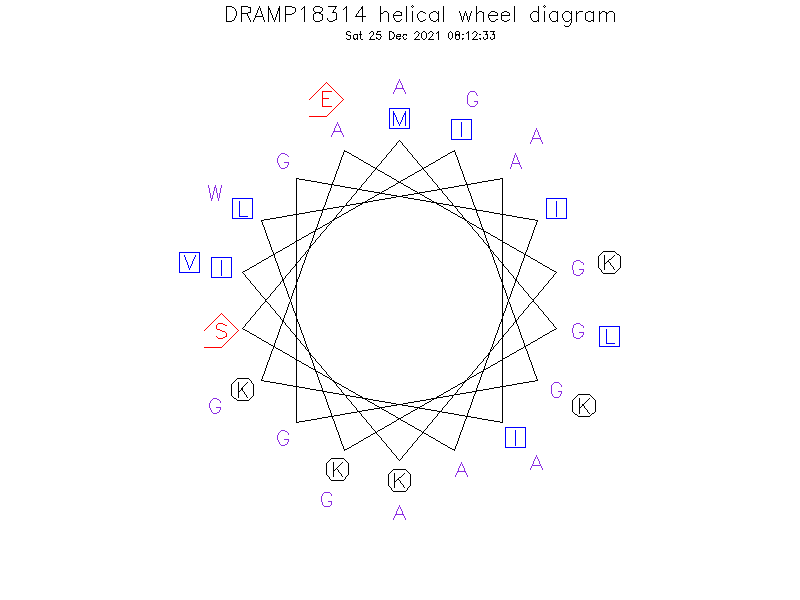 DRAMP18314 helical wheel diagram
Sat 25 Dec 2021 08:12:33
A
E G
M I
A A
G A
W L I
V I G K
S G L
K G K
G
G I A
K K A
G A